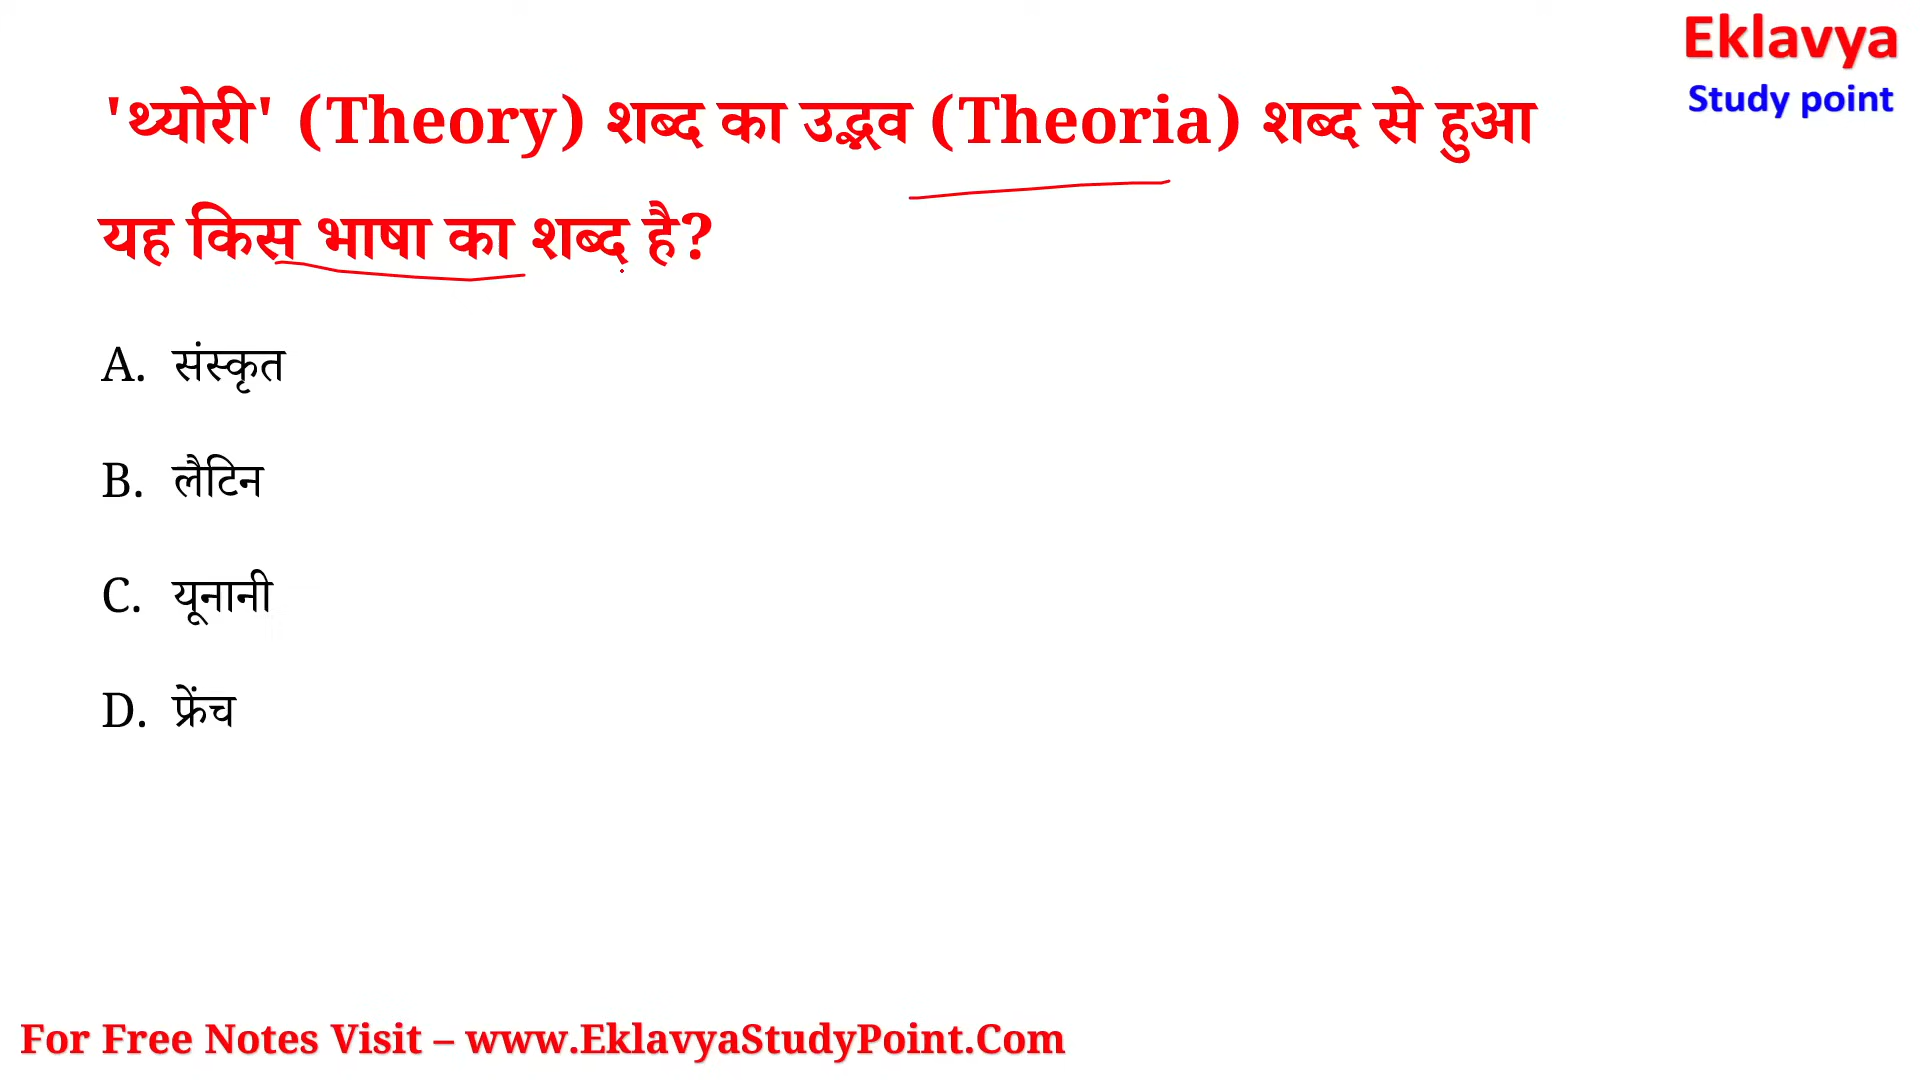 Eklavya
Study point
'थ्योरी' (Theory) शब्द का उद्भव (Theoria) शब्द से हुआ
यह किस भाषा का शब्द है?
A. संस्कृत
B. लैटिन
C. यूनानी
D. फ्रेंच
For Free Notes Visit – www.EklavyaStudyPoint.Com